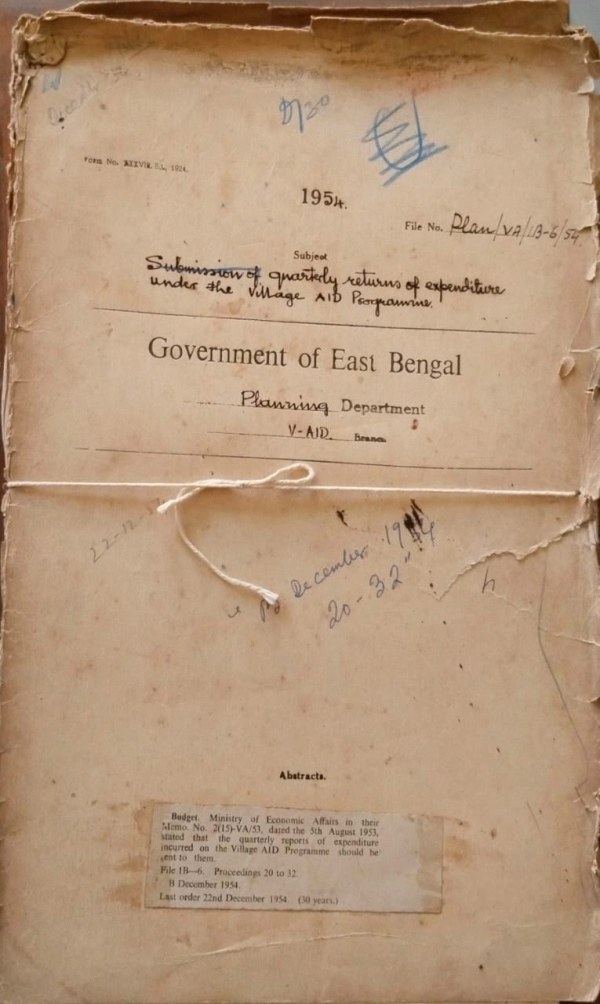 B/30
Form No. XXXVII. S.L, 1924.
1954.
File No. Plan/VA/1B-6/54
Subject
Submission of quarterly returns of expenditure
under the Village AID Programme.
Government of East Bengal
Planning Department
V-AID. Branch
22-12-54
December 1954
20-32
Abstracts.
Budget. Ministry of Economic Affairs in their
Memo. No. 2(15)-VA/53, dated the 5th August 1953,
stated that the quarterly reports of expenditure
incurred on the Village AID Programme should be
sent to them.
File 1B—6. Proceedings 20 to 32.
B December 1954.
Last order 22nd December 1954. (30 years.)